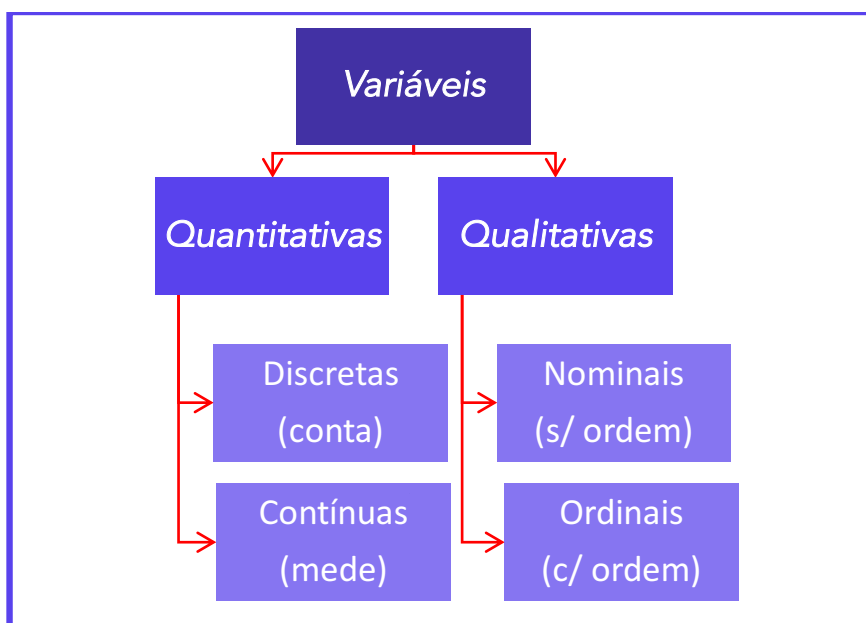 Variáveis
Quantitativas
Qualitativas
Discretas
(conta)
Nominais
(s/ ordem)
Contínuas
(mede)
Ordinais
(c/ ordem)